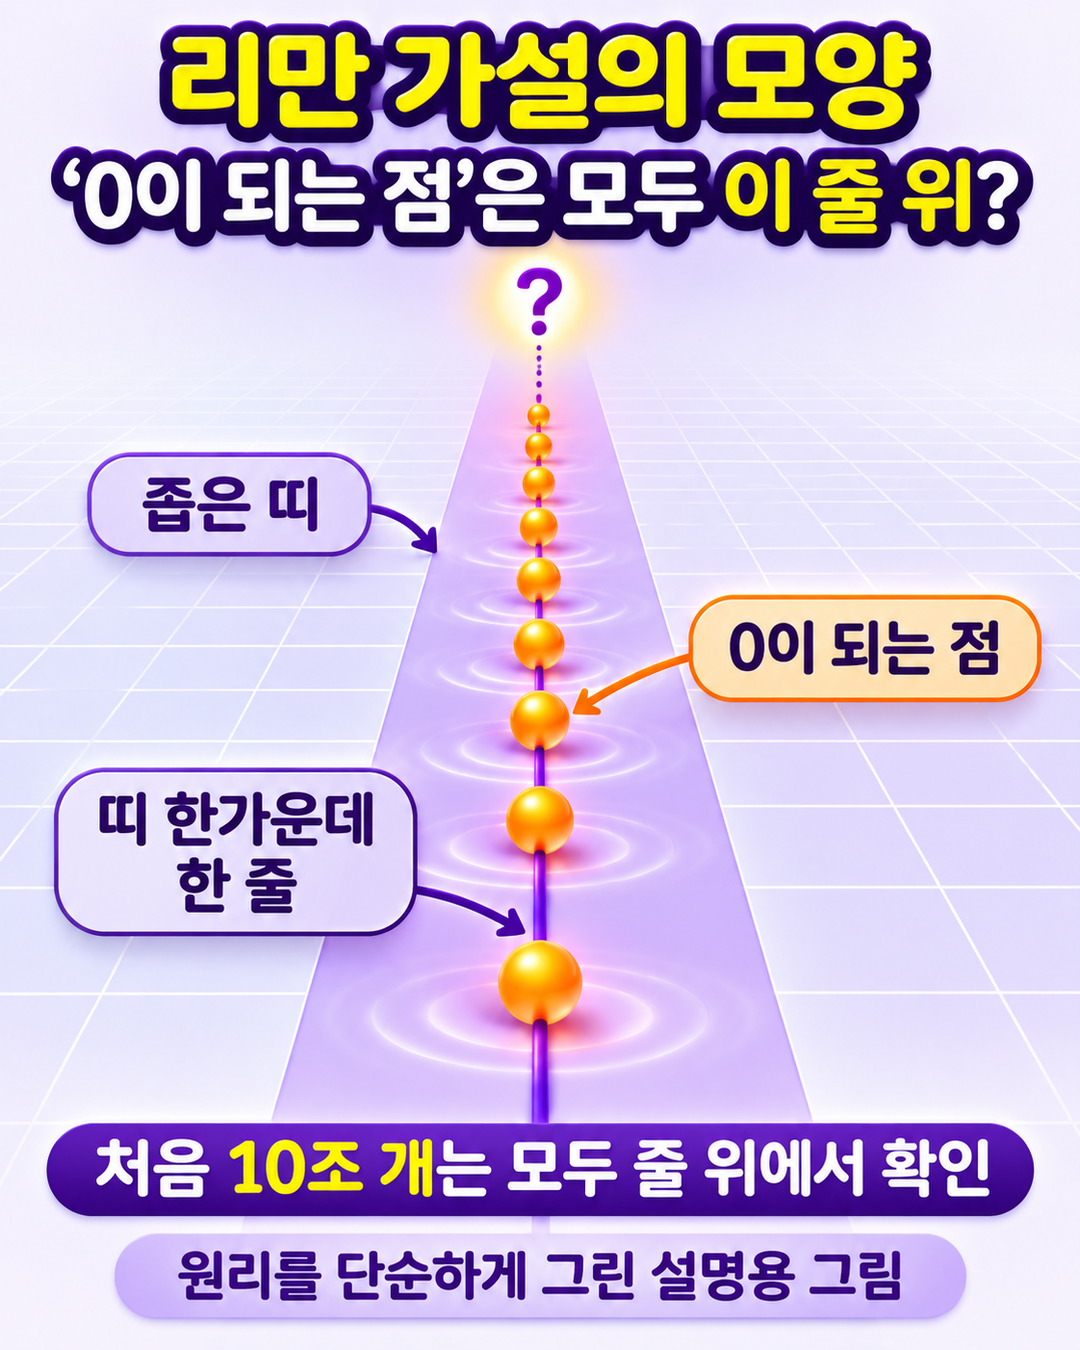 리만 가설의 모양
‘0이 되는 점’은 모두 이 줄 위?
?
좁은 띠
0이 되는 점
띠 한가운데
한 줄
처음 10조 개는 모두 줄 위에서 확인
원리를 단순하게 그린 설명용 그림